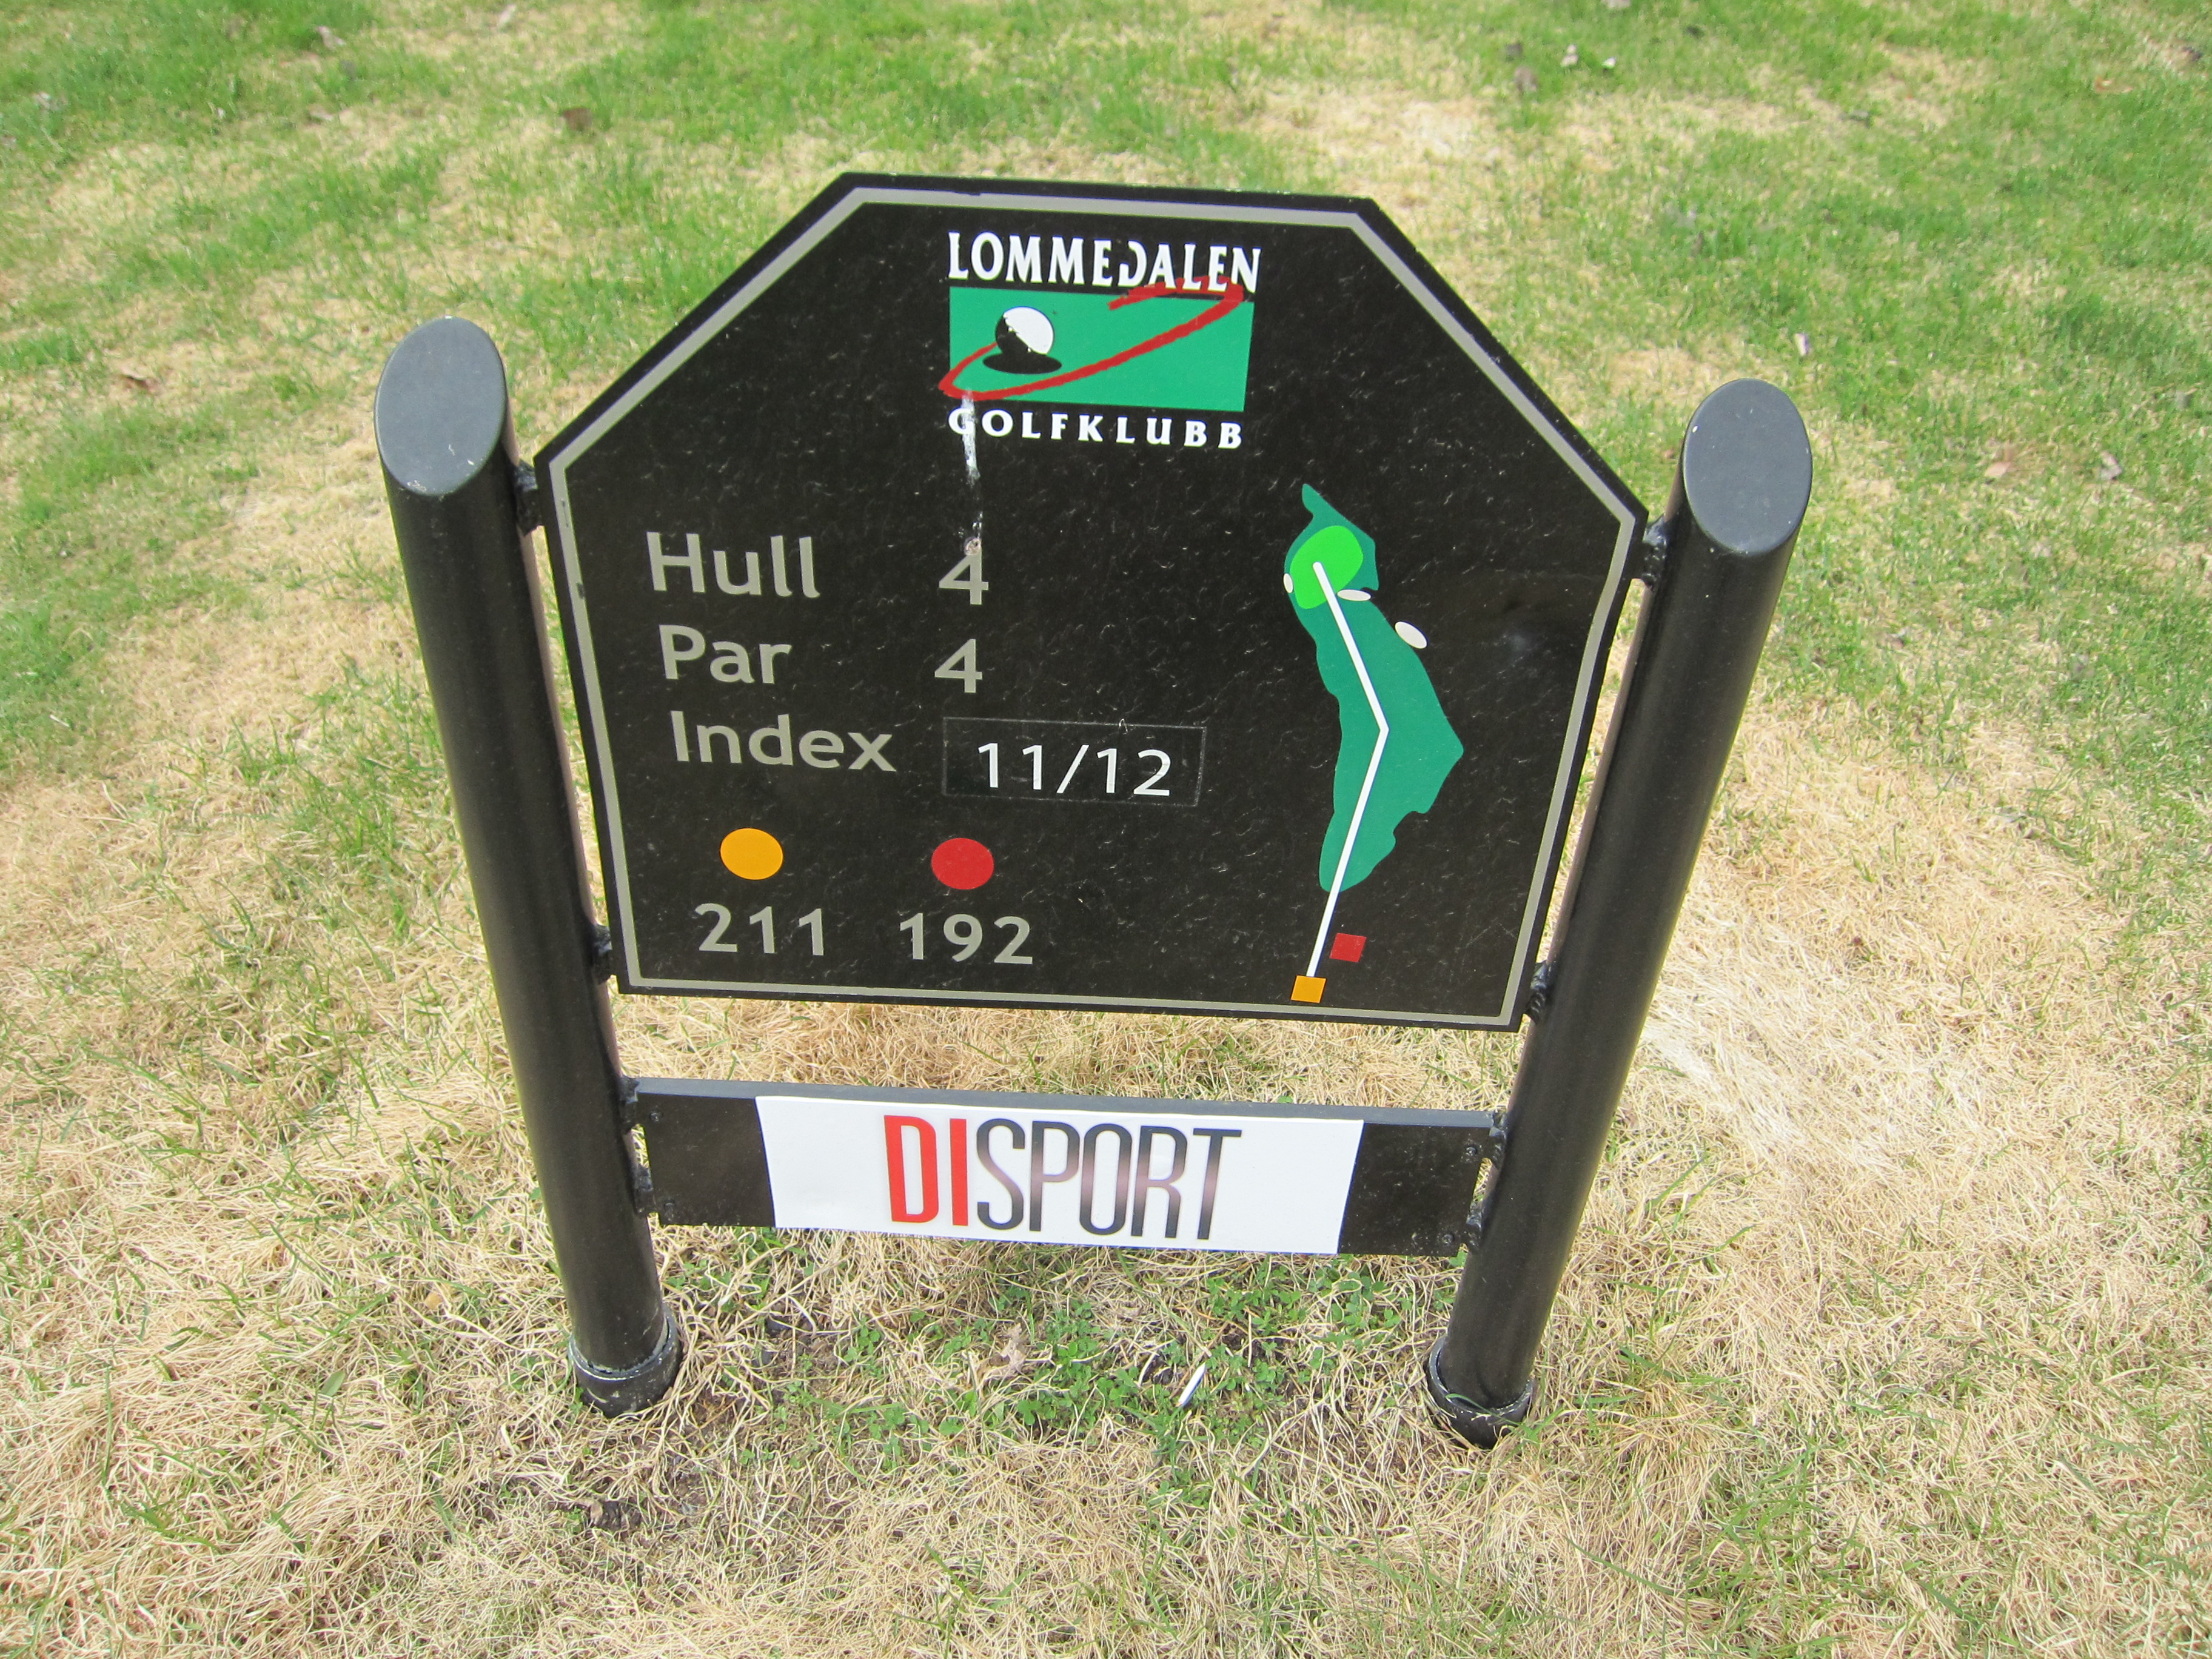 LOMMEDALEN
GOLFKLUBB
Hull 4
Par 4
Index 11/12
211 192
DISPORT